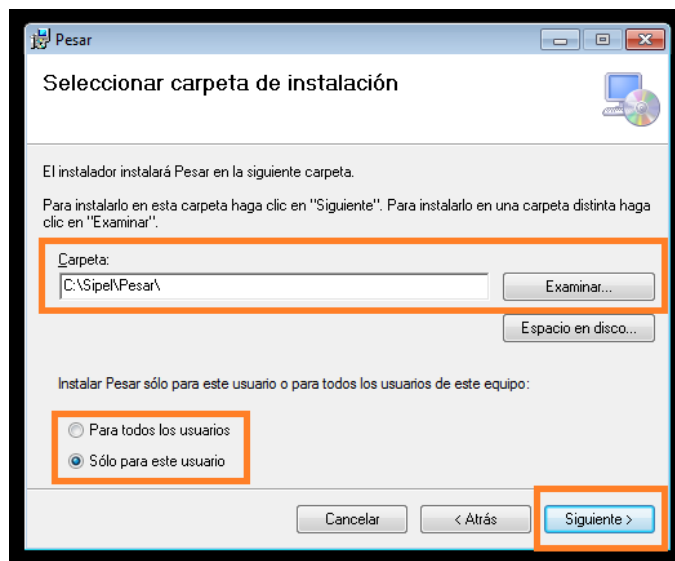 Pesar
Seleccionar carpeta de instalación
El instalador instalará Pesar en la siguiente carpeta.
Para instalarlo en esta carpeta haga clic en "Siguiente". Para instalarlo en una carpeta distinta haga
clic en "Examinar".
Carpeta:
C:\Sipel\Pesar\
Examinar...
Espacio en disco...
Instalar Pesar sólo para este usuario o para todos los usuarios de este equipo:
Para todos los usuarios
Sólo para este usuario
Cancelar
< Atrás
Siguiente >